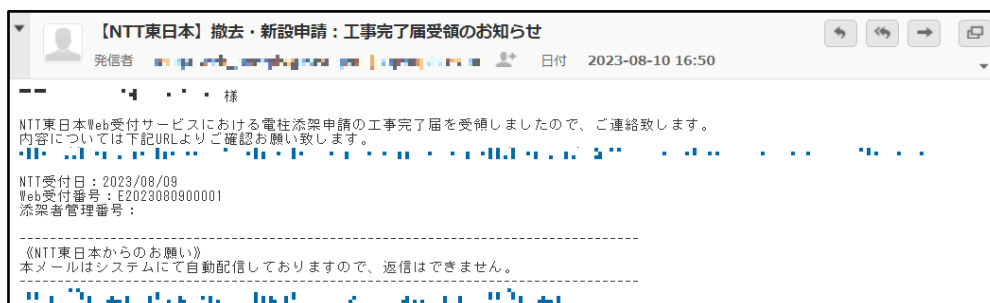 【NTT東日本】撤去・新設申請：工事完了届受領のお知らせ
発信者 日付 2023-08-10 16:50
様
NTT東日本Web受付サービスにおける電柱添架申請の工事完了届を受領しましたので、ご連絡致します。
内容については下記URLよりご確認お願い致します。
NTT受付日：2023/08/09
Web受付番号：E2023080900001
添架者管理番号：
--------------------------------------------------------------------------------
《NTT東日本からのお願い》
本メールはシステムにて自動配信しておりますので、返信はできません。
--------------------------------------------------------------------------------